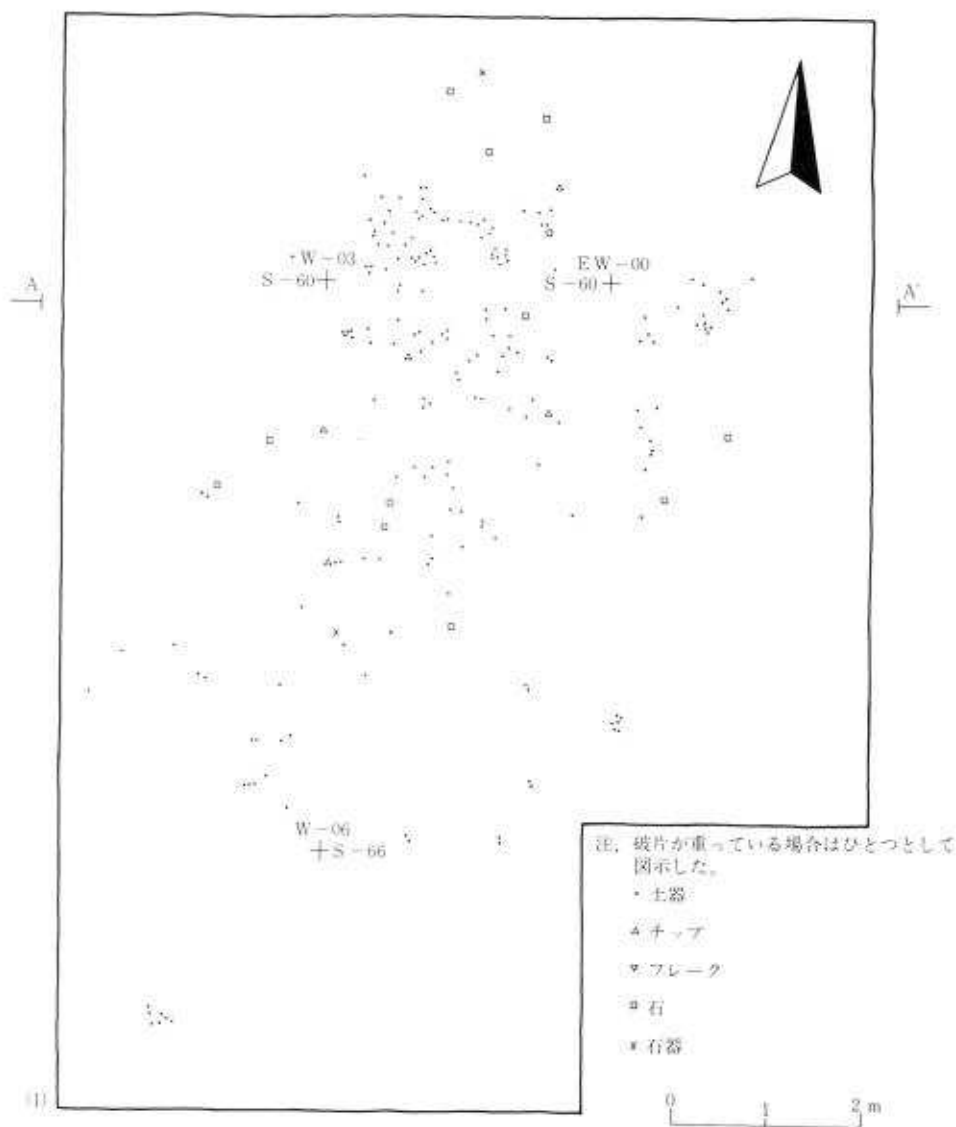 W-03
S-60
EW-00
S-60
A
A'
W-06
S-66
注，破片が重っている場合はひとつとして
図示した。
土器
チップ
フレーク
石
石器
(1)
0 1 2 m